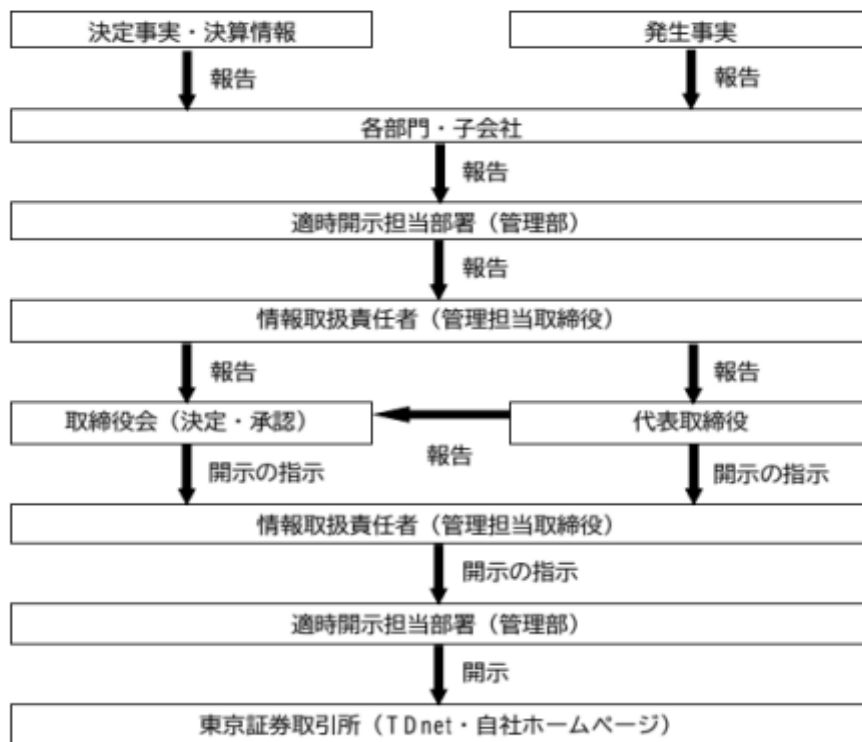 決定事実・決算情報
発生事実
報告
報告
各部門・子会社
報告
適時開示担当部署（管理部）
報告
情報取扱責任者（管理担当取締役）
報告
報告
取締役会（決定・承認）
代表取締役
報告
開示の指示
開示の指示
情報取扱責任者（管理担当取締役）
開示の指示
適時開示担当部署（管理部）
開示
東京証券取引所（TDnet・自社ホームページ）